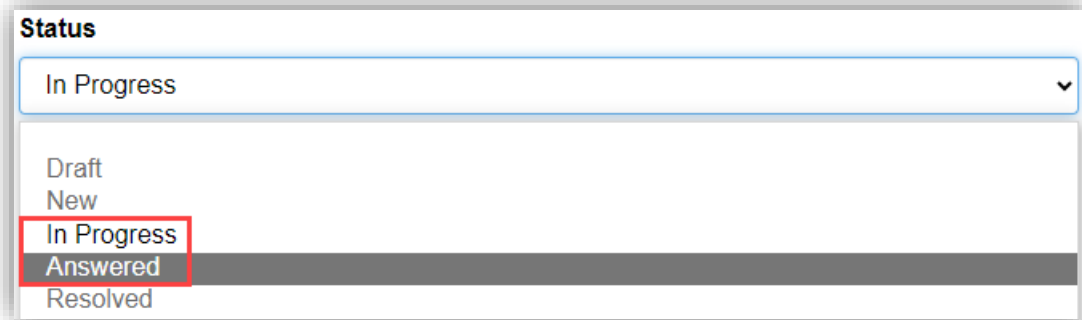 Status
In Progress
Draft
New
In Progress
Answered
Resolved